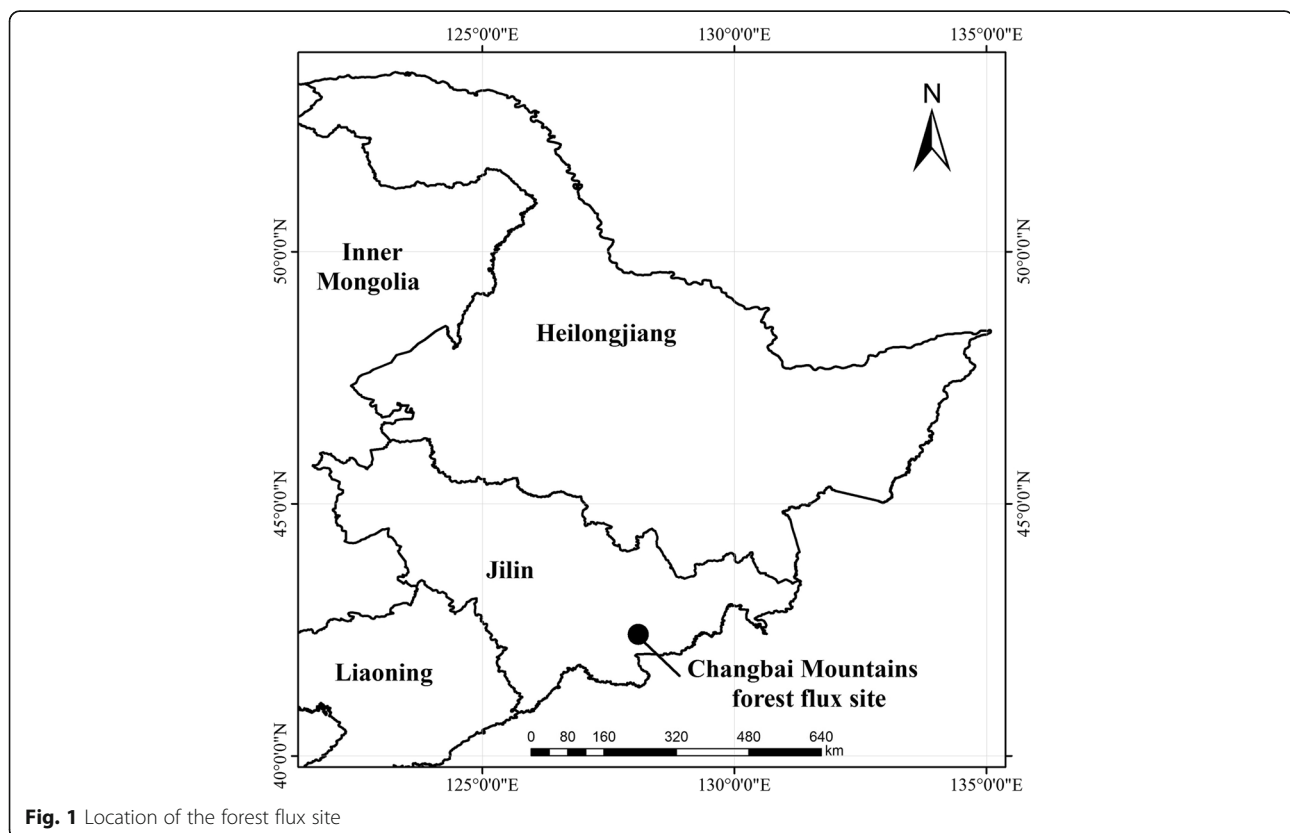 125°0'0"E 130°0'0"E 135°0'0"E
N
50°0'0"N 50°0'0"N
Inner
Mongolia
Heilongjiang
45°0'0"N 45°0'0"N
Jilin
Liaoning
Changbai Mountains
forest flux site
0 80 160 320 480 640
km
40°0'0"N 40°0'0"N
125°0'0"E 130°0'0"E 135°0'0"E
Fig. 1 Location of the forest flux site